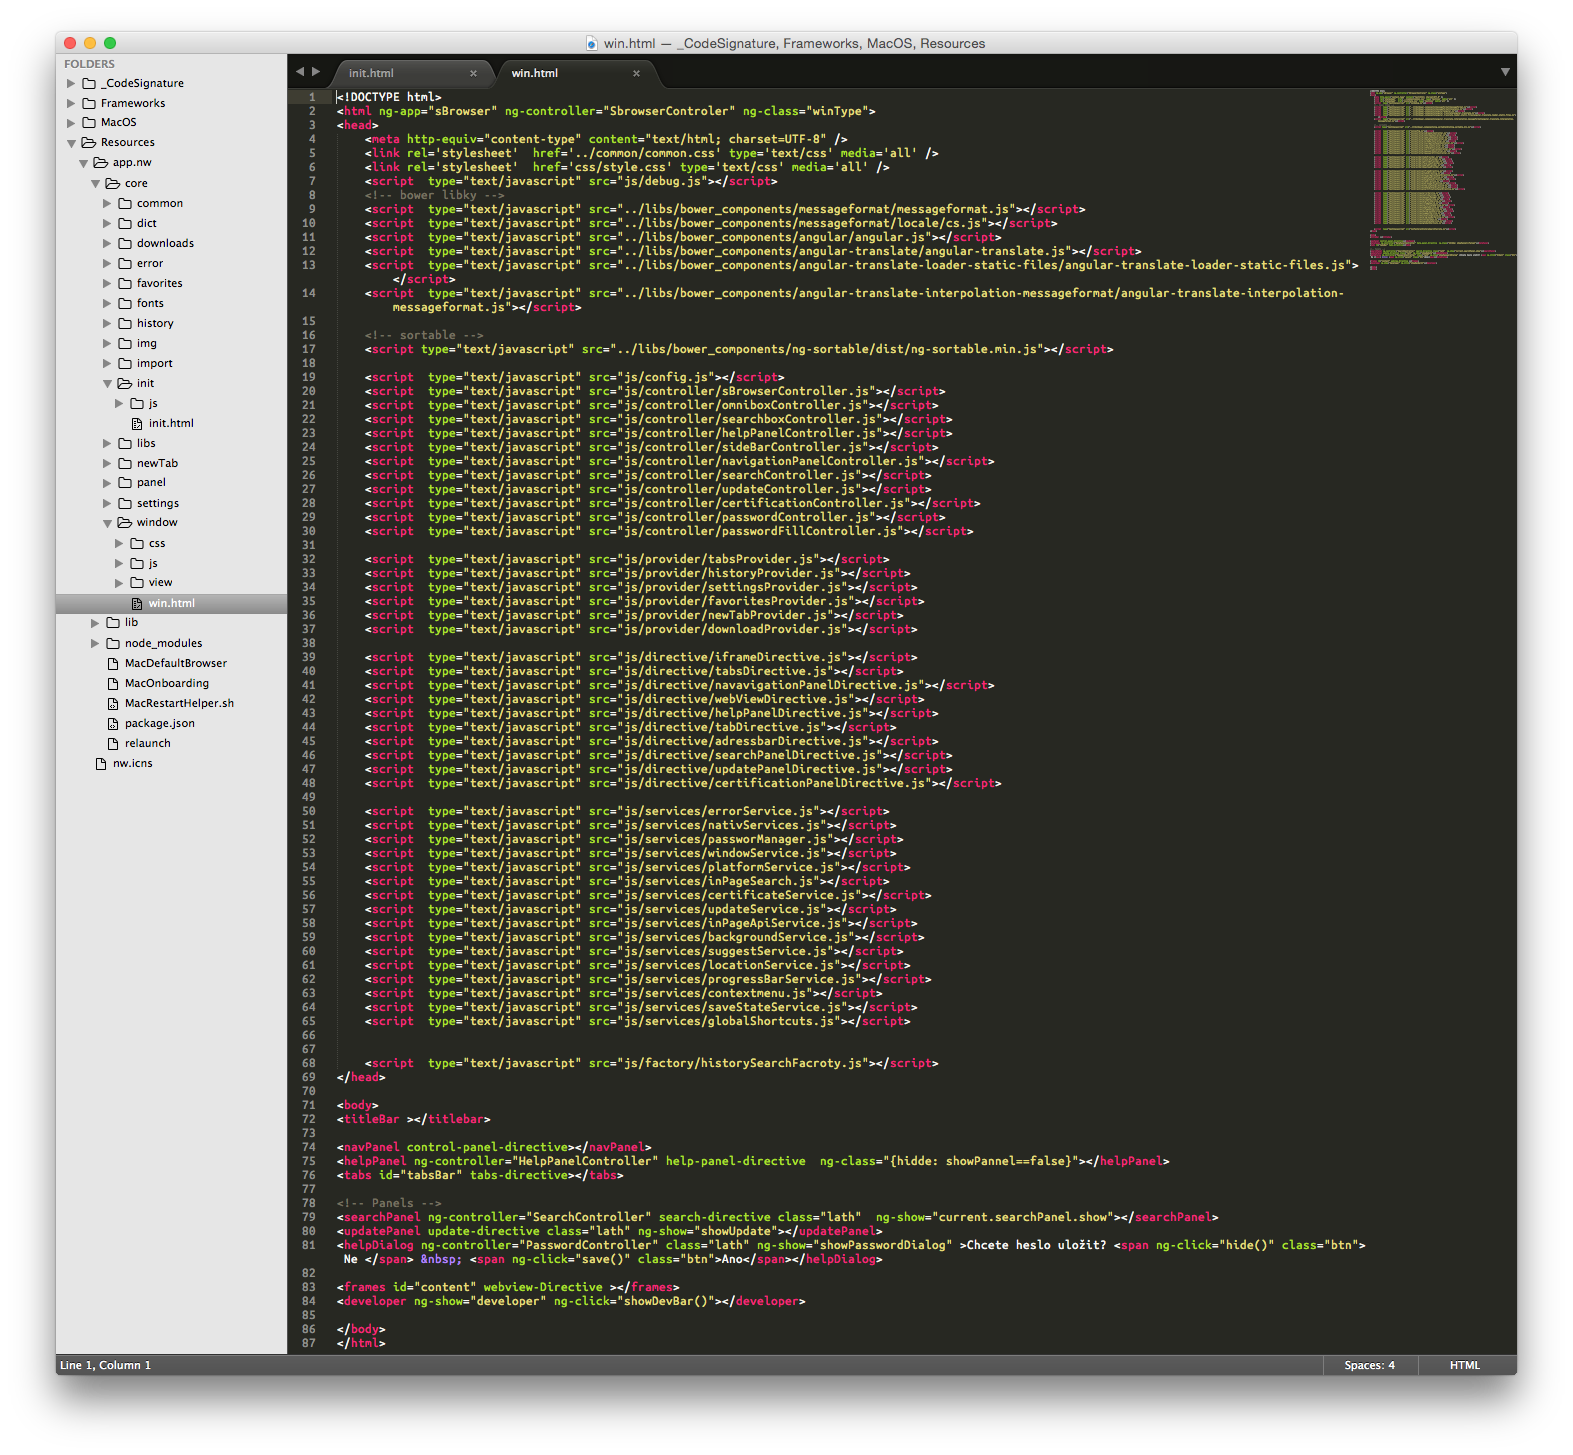 win.html — _CodeSignature, Frameworks, MacOS, Resources
FOLDERS
_CodeSignature
Frameworks
MacOS
Resources
app.nw
core
common
dict
downloads
error
favorites
fonts
history
img
import
init
js
init.html
libs
newTab
panel
settings
window
css
js
view
win.html
lib
node_modules
MacDefaultBrowser
MacOnboarding
MacRestartHelper.sh
package.json
relaunch
nw.icns
init.html × win.html ×
1 <!DOCTYPE html>
2 <html ng-app="sBrowser" ng-controller="SbrowserControler" ng-class="winType">
3 <head>
4 <meta http-equiv="content-type" content="text/html; charset=UTF-8" />
5 <link rel='stylesheet'  href='../common/common.css' type='text/css' media='all' />
6 <link rel='stylesheet'  href='css/style.css' type='text/css' media='all' />
7 <script  type="text/javascript" src="js/debug.js"></script>
8 <!-- bower libky -->
9 <script  type="text/javascript" src="../libs/bower_components/messageformat/messageformat.js"></script>
10 <script  type="text/javascript" src="../libs/bower_components/messageformat/locale/cs.js"></script>
11 <script  type="text/javascript" src="../libs/bower_components/angular/angular.js"></script>
12 <script  type="text/javascript" src="../libs/bower_components/angular-translate/angular-translate.js"></script>
13 <script  type="text/javascript" src="../libs/bower_components/angular-translate-loader-static-files/angular-translate-loader-static-files.js">
</script>
14 <script  type="text/javascript" src="../libs/bower_components/angular-translate-interpolation-messageformat/angular-translate-interpolation-
messageformat.js"></script>
15
16 <!-- sortable -->
17 <script type="text/javascript" src="../libs/bower_components/ng-sortable/dist/ng-sortable.min.js"></script>
18
19 <script  type="text/javascript" src="js/config.js"></script>
20 <script  type="text/javascript" src="js/controller/sBrowserController.js"></script>
21 <script  type="text/javascript" src="js/controller/omniboxController.js"></script>
22 <script  type="text/javascript" src="js/controller/searchboxController.js"></script>
23 <script  type="text/javascript" src="js/controller/helpPanelController.js"></script>
24 <script  type="text/javascript" src="js/controller/sideBarController.js"></script>
25 <script  type="text/javascript" src="js/controller/navigationPanelController.js"></script>
26 <script  type="text/javascript" src="js/controller/searchController.js"></script>
27 <script  type="text/javascript" src="js/controller/updateController.js"></script>
28 <script  type="text/javascript" src="js/controller/certificationController.js"></script>
29 <script  type="text/javascript" src="js/controller/passwordController.js"></script>
30 <script  type="text/javascript" src="js/controller/passwordFillController.js"></script>
31
32 <script  type="text/javascript" src="js/provider/tabsProvider.js"></script>
33 <script  type="text/javascript" src="js/provider/historyProvider.js"></script>
34 <script  type="text/javascript" src="js/provider/settingsProvider.js"></script>
35 <script  type="text/javascript" src="js/provider/favoritesProvider.js"></script>
36 <script  type="text/javascript" src="js/provider/newTabProvider.js"></script>
37 <script  type="text/javascript" src="js/provider/downloadProvider.js"></script>
38
39 <script  type="text/javascript" src="js/directive/iframeDirective.js"></script>
40 <script  type="text/javascript" src="js/directive/tabsDirective.js"></script>
41 <script  type="text/javascript" src="js/directive/navavigationPanelDirective.js"></script>
42 <script  type="text/javascript" src="js/directive/webViewDirective.js"></script>
43 <script  type="text/javascript" src="js/directive/helpPanelDirective.js"></script>
44 <script  type="text/javascript" src="js/directive/tabDirective.js"></script>
45 <script  type="text/javascript" src="js/directive/adressbarDirective.js"></script>
46 <script  type="text/javascript" src="js/directive/searchPanelDirective.js"></script>
47 <script  type="text/javascript" src="js/directive/updatePanelDirective.js"></script>
48 <script  type="text/javascript" src="js/directive/certificationPanelDirective.js"></script>
49
50 <script  type="text/javascript" src="js/services/errorService.js"></script>
51 <script  type="text/javascript" src="js/services/nativServices.js"></script>
52 <script  type="text/javascript" src="js/services/passworManager.js"></script>
53 <script  type="text/javascript" src="js/services/windowService.js"></script>
54 <script  type="text/javascript" src="js/services/platformService.js"></script>
55 <script  type="text/javascript" src="js/services/inPageSearch.js"></script>
56 <script  type="text/javascript" src="js/services/certificateService.js"></script>
57 <script  type="text/javascript" src="js/services/updateService.js"></script>
58 <script  type="text/javascript" src="js/services/inPageApiService.js"></script>
59 <script  type="text/javascript" src="js/services/backgroundService.js"></script>
60 <script  type="text/javascript" src="js/services/suggestService.js"></script>
61 <script  type="text/javascript" src="js/services/locationService.js"></script>
62 <script  type="text/javascript" src="js/services/progressBarService.js"></script>
63 <script  type="text/javascript" src="js/services/contextmenu.js"></script>
64 <script  type="text/javascript" src="js/services/saveStateService.js"></script>
65 <script  type="text/javascript" src="js/services/globalShortcuts.js"></script>
66
67
68 <script  type="text/javascript" src="js/factory/historySearchFacroty.js"></script>
69 </head>
70
71 <body>
72 <titleBar ></titlebar>
73
74 <navPanel control-panel-directive></navPanel>
75 <helpPanel ng-controller="HelpPanelController" help-panel-directive  ng-class="{hidde: showPannel==false}"></helpPanel>
76 <tabs id="tabsBar" tabs-directive></tabs>
77
78 <!-- Panels -->
79 <searchPanel ng-controller="SearchController" search-directive class="lath"  ng-show="current.searchPanel.show"></searchPanel>
80 <updatePanel update-directive class="lath" ng-show="showUpdate"></updatePanel>
81 <helpDialog ng-controller="PasswordController" class="lath" ng-show="showPasswordDialog" >Chcete heslo uložit? <span ng-click="hide()" class="btn">
Ne </span> &nbsp; <span ng-click="save()" class="btn">Ano</span></helpDialog>
82
83 <frames id="content" webview-Directive ></frames>
84 <developer ng-show="developer" ng-click="showDevBar()"></developer>
85
86 </body>
87 </html>
Line 1, Column 1 Spaces: 4 HTML